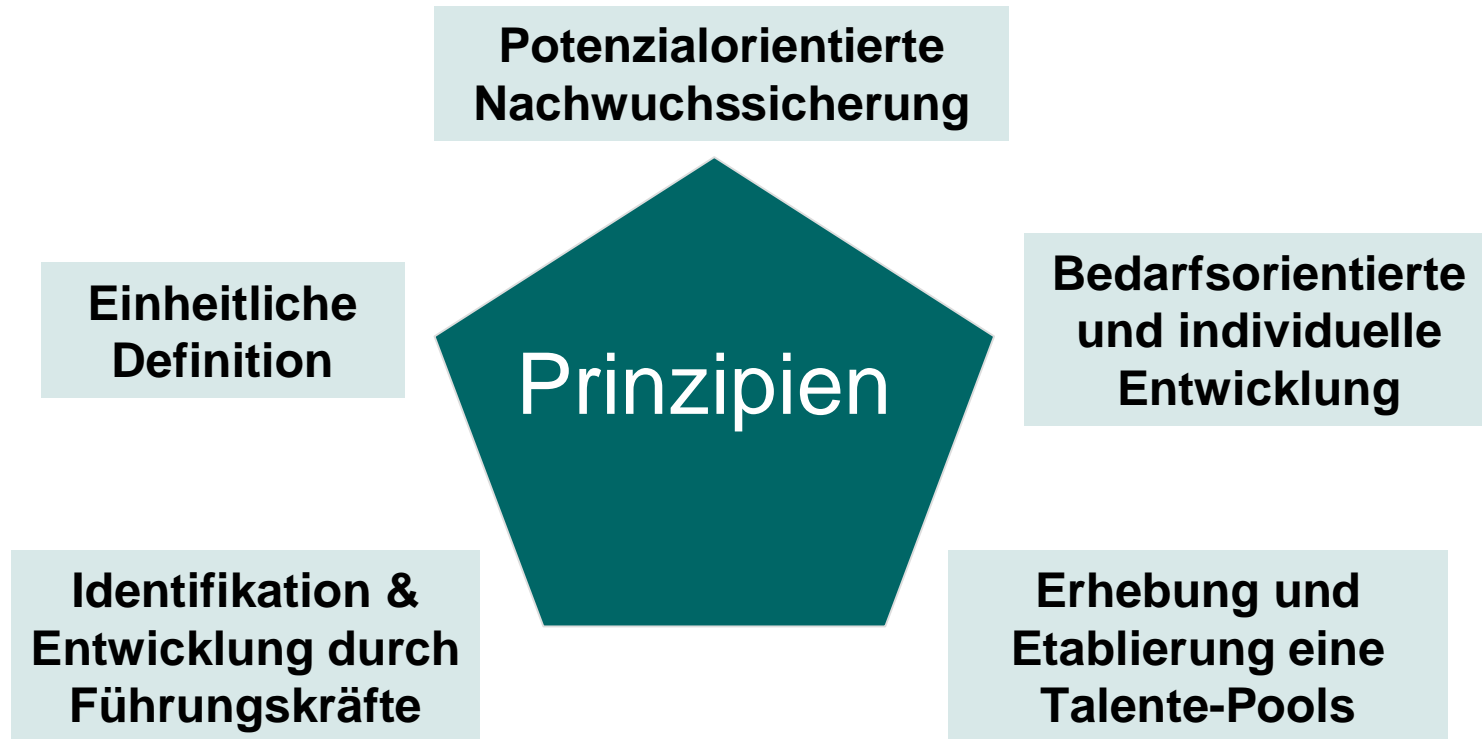 Potenzialorientierte
Nachwuchssicherung
Einheitliche
Definition
Prinzipien
Bedarfsorientierte
und individuelle
Entwicklung
Identifikation &
Entwicklung durch
Führungskräfte
Erhebung und
Etablierung eine
Talente-Pools